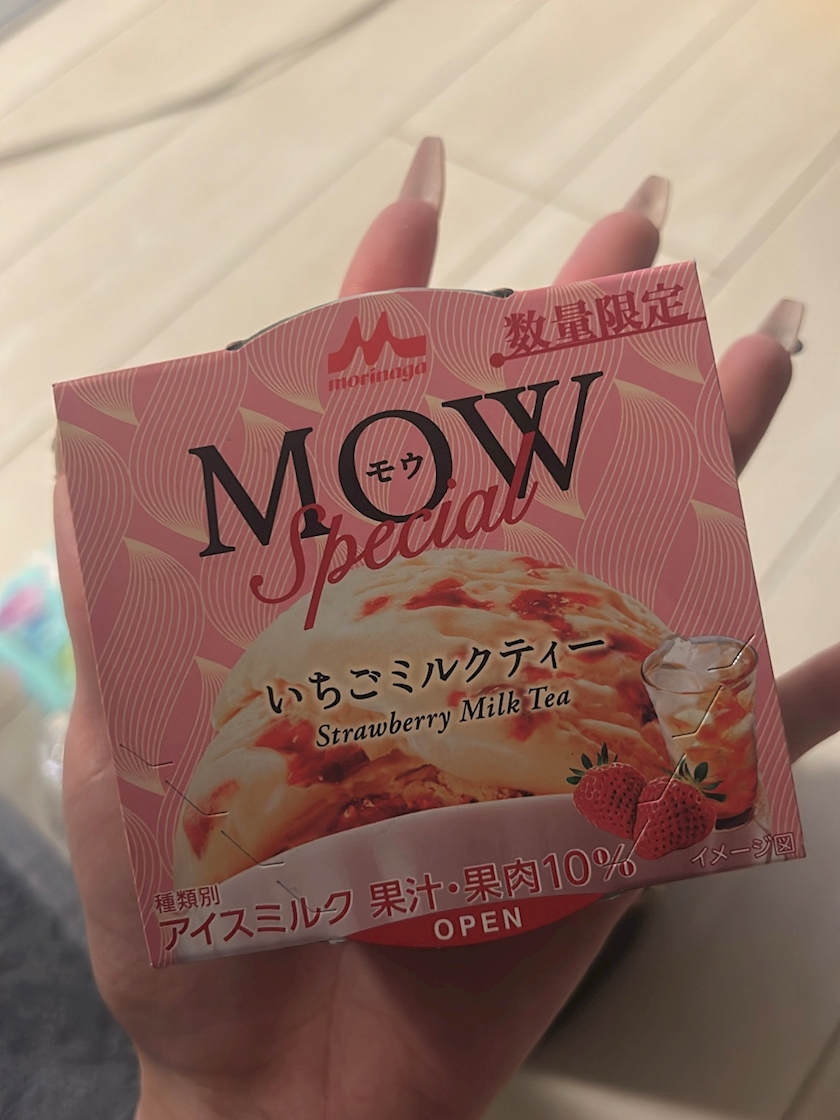 morinaga
数量限定
MOW
モウ
Special
いちごミルクティー
Strawberry Milk Tea
イメージ図
種類別
アイスミルク 果汁・果肉10%
OPEN